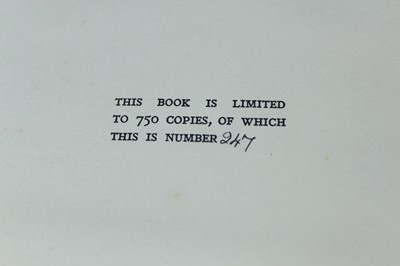 THIS BOOK IS LIMITED
TO 750 COPIES, OF WHICH
THIS IS NUMBER 247